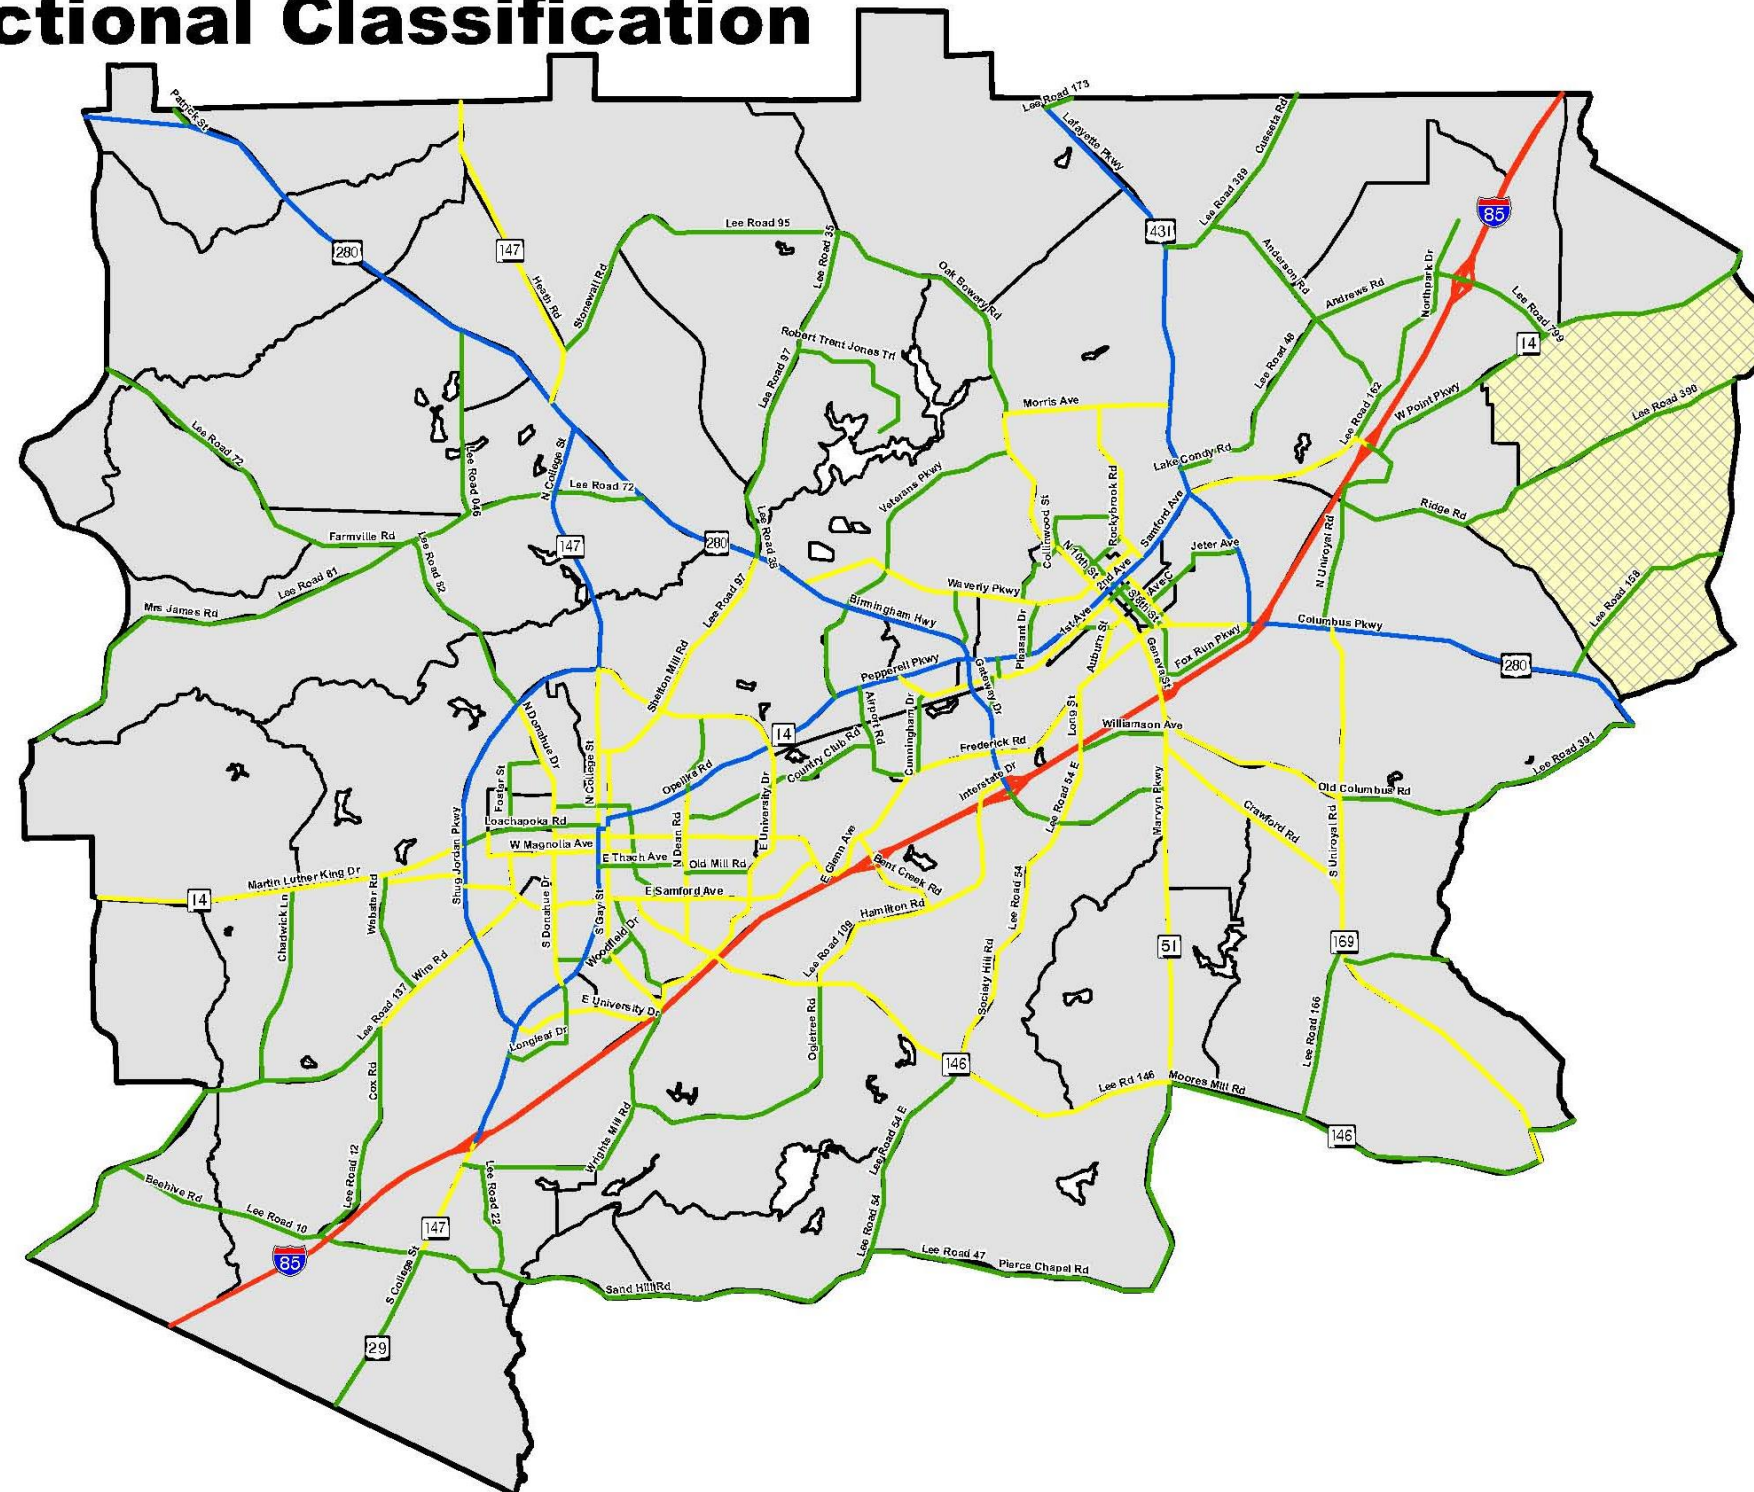 ctional Classification
Patrick St
Lee Road 173
Lafayette Pkwy
Cusseta Rd
Lee Road 389
85
431
280
147
Heath Rd
Stonewall Rd
Lee Road 95
Lee Road 35
Oak Bowery Rd
Anderson Rd
Andrews Rd
Northpark Dr
Lee Road 799
14
Robert Trent Jones Trl
Lee Road 97
Lee Road 48
Lee Road 162
W Point Pkwy
Lee Road 390
Morris Ave
Lee Road 72
Lee Road 046
N College St
Lee Road 72
Veterans Pkwy
Lake Condy Rd
Rockybrook Rd
Collinwood St
Samford Ave
Ridge Rd
Farmville Rd
Lee Road 81
Lee Road 82
Mrs James Rd
147
280
Lee Road 36
Lee Road 97
N 10th St
2nd Ave
Ave C
S 8th St
Jeter Ave
N Uniroyal Rd
Lee Road 158
Waverly Pkwy
Birmingham Hwy
1st Ave
Pleasant Dr
Auburn St
Geneva St
Fox Run Pkwy
Columbus Pkwy
280
Shelton Mill Rd
Pepperell Pkwy
Gateway Dr
Airport Rd
Cunningham Dr
Long St
Williamson Ave
N Donahue Dr
14
Country Club Rd
Frederick Rd
Lee Road 391
Foster St
N College St
Opelika Rd
E University Dr
Interstate Dr
Lee Road 54 E
Marvyn Pkwy
Old Columbus Rd
Crawford Rd
S Uniroyal Rd
Shug Jordan Pkwy
Loachapoka Rd
W Magnolia Ave
E Thach Ave
N Dean Rd
Old Mill Rd
E Glenn Ave
Bent Creek Rd
Martin Luther King Dr
14
Webster Rd
Chadwick Ln
E Samford Ave
Hamilton Rd
Lee Road 54
S Donahue Dr
S Gay St
Woodfield Dr
Lee Road 109
Society Hill Rd
51
169
Wire Rd
Lee Road 137
E University Dr
Longleaf Dr
Ogletree Rd
Lee Road 166
146
Lee Rd 146
Moores Mill Rd
146
Cox Rd
Wrights Mill Rd
Lee Road 54 E
Lee Road 12
Beehive Rd
Lee Road 10
Lee Road 22
147
85
Lee Road 54
Lee Road 47
Pierce Chapel Rd
S College St
Sand Hill Rd
29